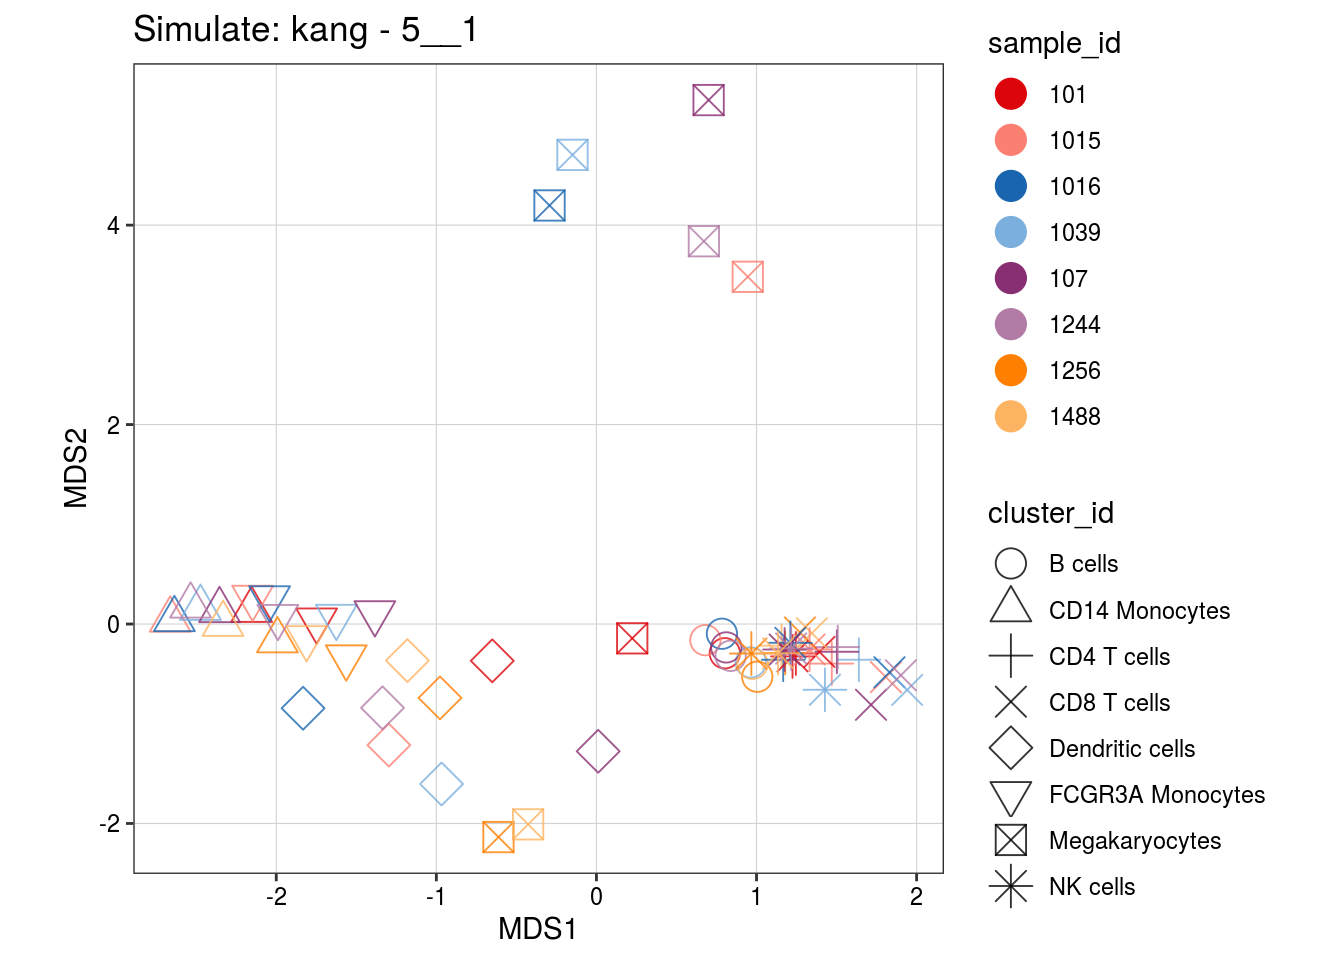 Simulate: kang - 5__1
MDS2
4
2
0
-2
-2
-1
0
1
2
MDS1
sample_id
101
1015
1016
1039
107
1244
1256
1488
cluster_id
B cells
CD14 Monocytes
CD4 T cells
CD8 T cells
Dendritic cells
FCGR3A Monocytes
Megakaryocytes
NK cells